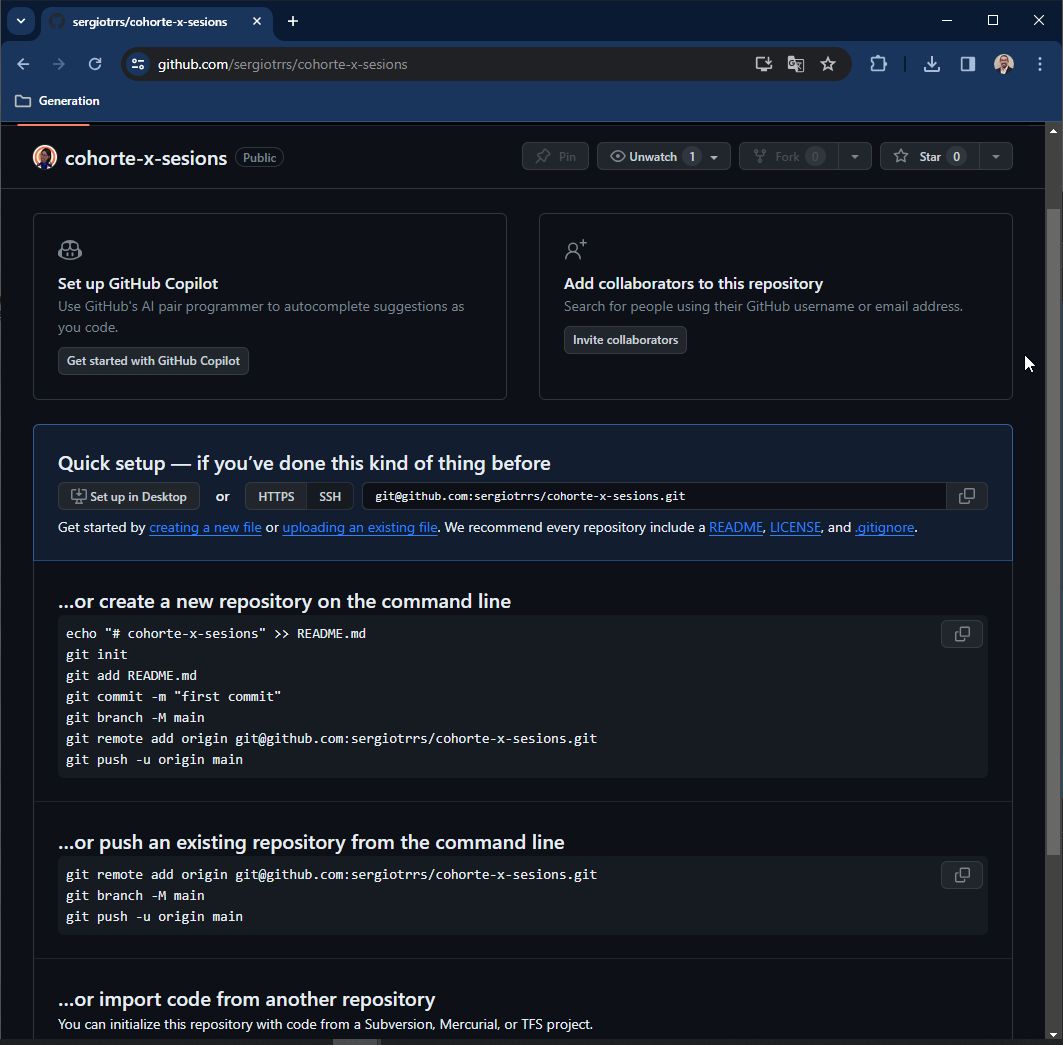 sergiotrrs/cohorte-x-sesions
github.com/sergiotrrs/cohorte-x-sesions
Generation
cohorte-x-sesions Public
Pin
Unwatch 1
Fork 0
Star 0
Set up GitHub Copilot
Use GitHub's AI pair programmer to autocomplete suggestions as
you code.
Get started with GitHub Copilot
Add collaborators to this repository
Search for people using their GitHub username or email address.
Invite collaborators
Quick setup — if you’ve done this kind of thing before
Set up in Desktop or HTTPS SSH git@github.com:sergiotrrs/cohorte-x-sesions.git
Get started by creating a new file or uploading an existing file. We recommend every repository include a README, LICENSE, and .gitignore.
…or create a new repository on the command line
echo "# cohorte-x-sesions" >> README.md
git init
git add README.md
git commit -m "first commit"
git branch -M main
git remote add origin git@github.com:sergiotrrs/cohorte-x-sesions.git
git push -u origin main
…or push an existing repository from the command line
git remote add origin git@github.com:sergiotrrs/cohorte-x-sesions.git
git branch -M main
git push -u origin main
…or import code from another repository
You can initialize this repository with code from a Subversion, Mercurial, or TFS project.